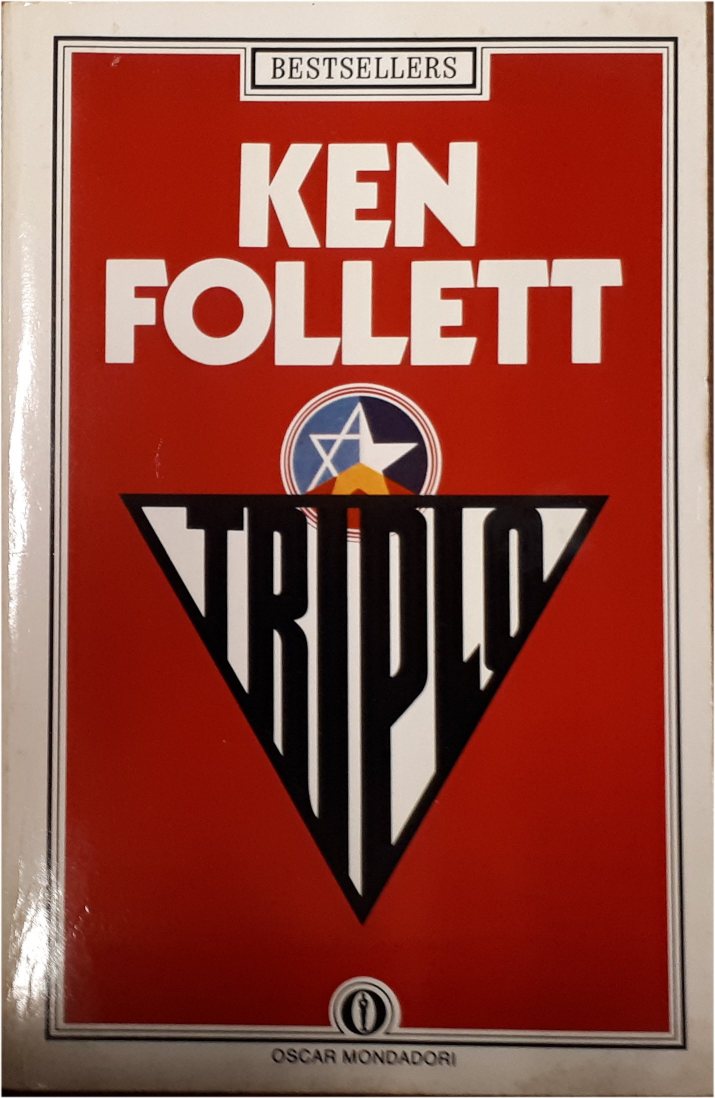 BESTSELLERS
KEN
FOLLETT
TRIPLO
OSCAR MONDADORI